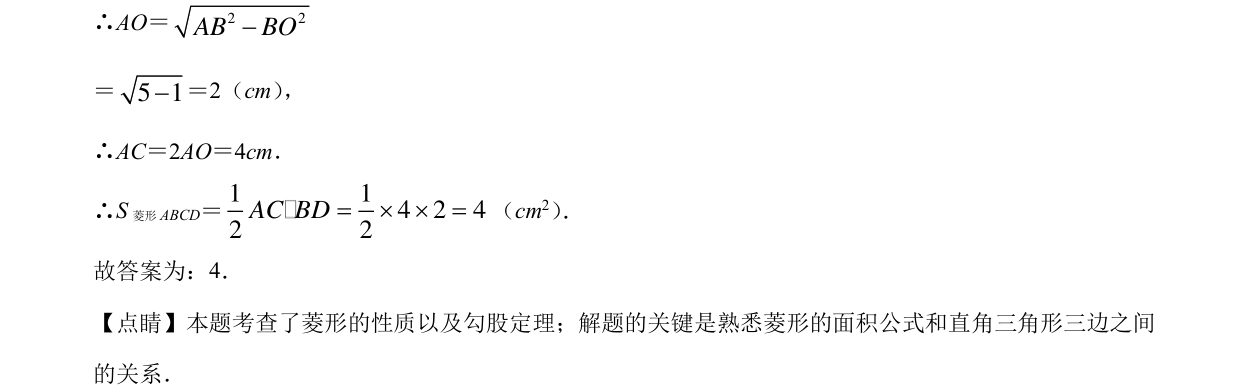 ∴AO＝√(AB²－BO²)
＝√(5－1)＝2（cm），
∴AC＝2AO＝4cm．
∴S菱形ABCD＝1/2 AC□BD＝1/2×4×2＝4（cm²）．
故答案为：4．
【点睛】本题考查了菱形的性质以及勾股定理；解题的关键是熟悉菱形的面积公式和直角三角形三边之间
的关系．